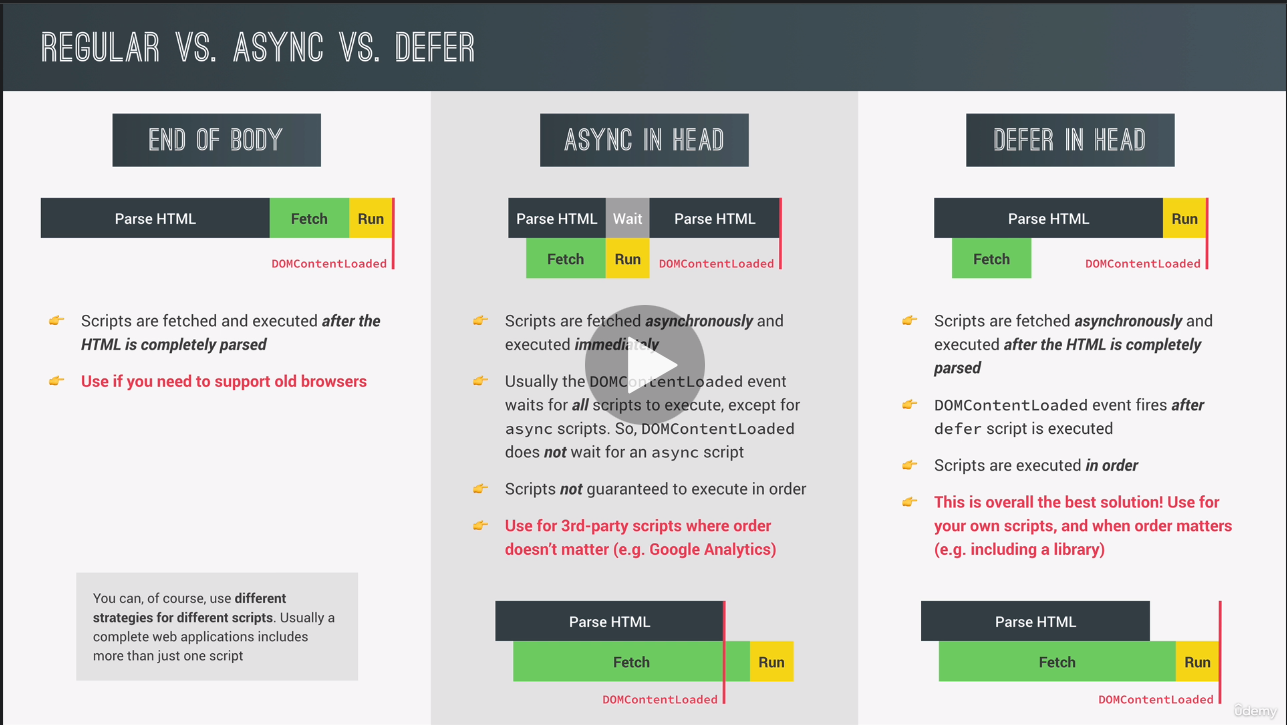 REGULAR VS. ASYNC VS. DEFER
END OF BODY
Parse HTML Fetch Run
DOMContentLoaded
👉 Scripts are fetched and executed after the
HTML is completely parsed
👉 Use if you need to support old browsers
You can, of course, use different
strategies for different scripts. Usually a
complete web applications includes
more than just one script
ASYNC IN HEAD
Parse HTML Wait Parse HTML
Fetch Run DOMContentLoaded
👉 Scripts are fetched asynchronously and
executed immediately
👉 Usually the DOMContentLoaded event
waits for all scripts to execute, except for
async scripts. So, DOMContentLoaded
does not wait for an async script
👉 Scripts not guaranteed to execute in order
👉 Use for 3rd-party scripts where order
doesn’t matter (e.g. Google Analytics)
Parse HTML
Fetch Run
DOMContentLoaded
DEFER IN HEAD
Parse HTML Run
Fetch DOMContentLoaded
👉 Scripts are fetched asynchronously and
executed after the HTML is completely
parsed
👉 DOMContentLoaded event fires after
defer script is executed
👉 Scripts are executed in order
👉 This is overall the best solution! Use for
your own scripts, and when order matters
(e.g. including a library)
Parse HTML
Fetch Run
DOMContentLoaded
ûdemy